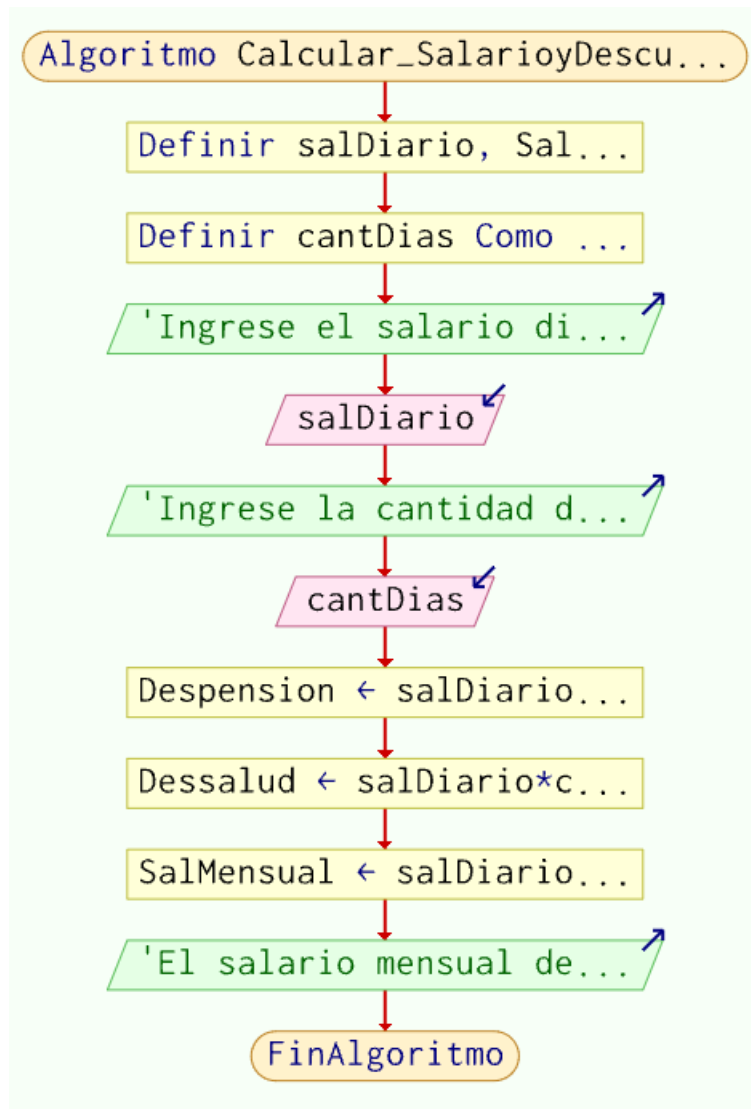 Algoritmo Calcular_SalarioyDescu...
Definir salDiario, Sal...
Definir cantDias Como ...
'Ingrese el salario di...
salDiario
'Ingrese la cantidad d...
cantDias
Despension ← salDiario...
Dessalud ← salDiario*c...
SalMensual ← salDiario...
'El salario mensual de...
FinAlgoritmo